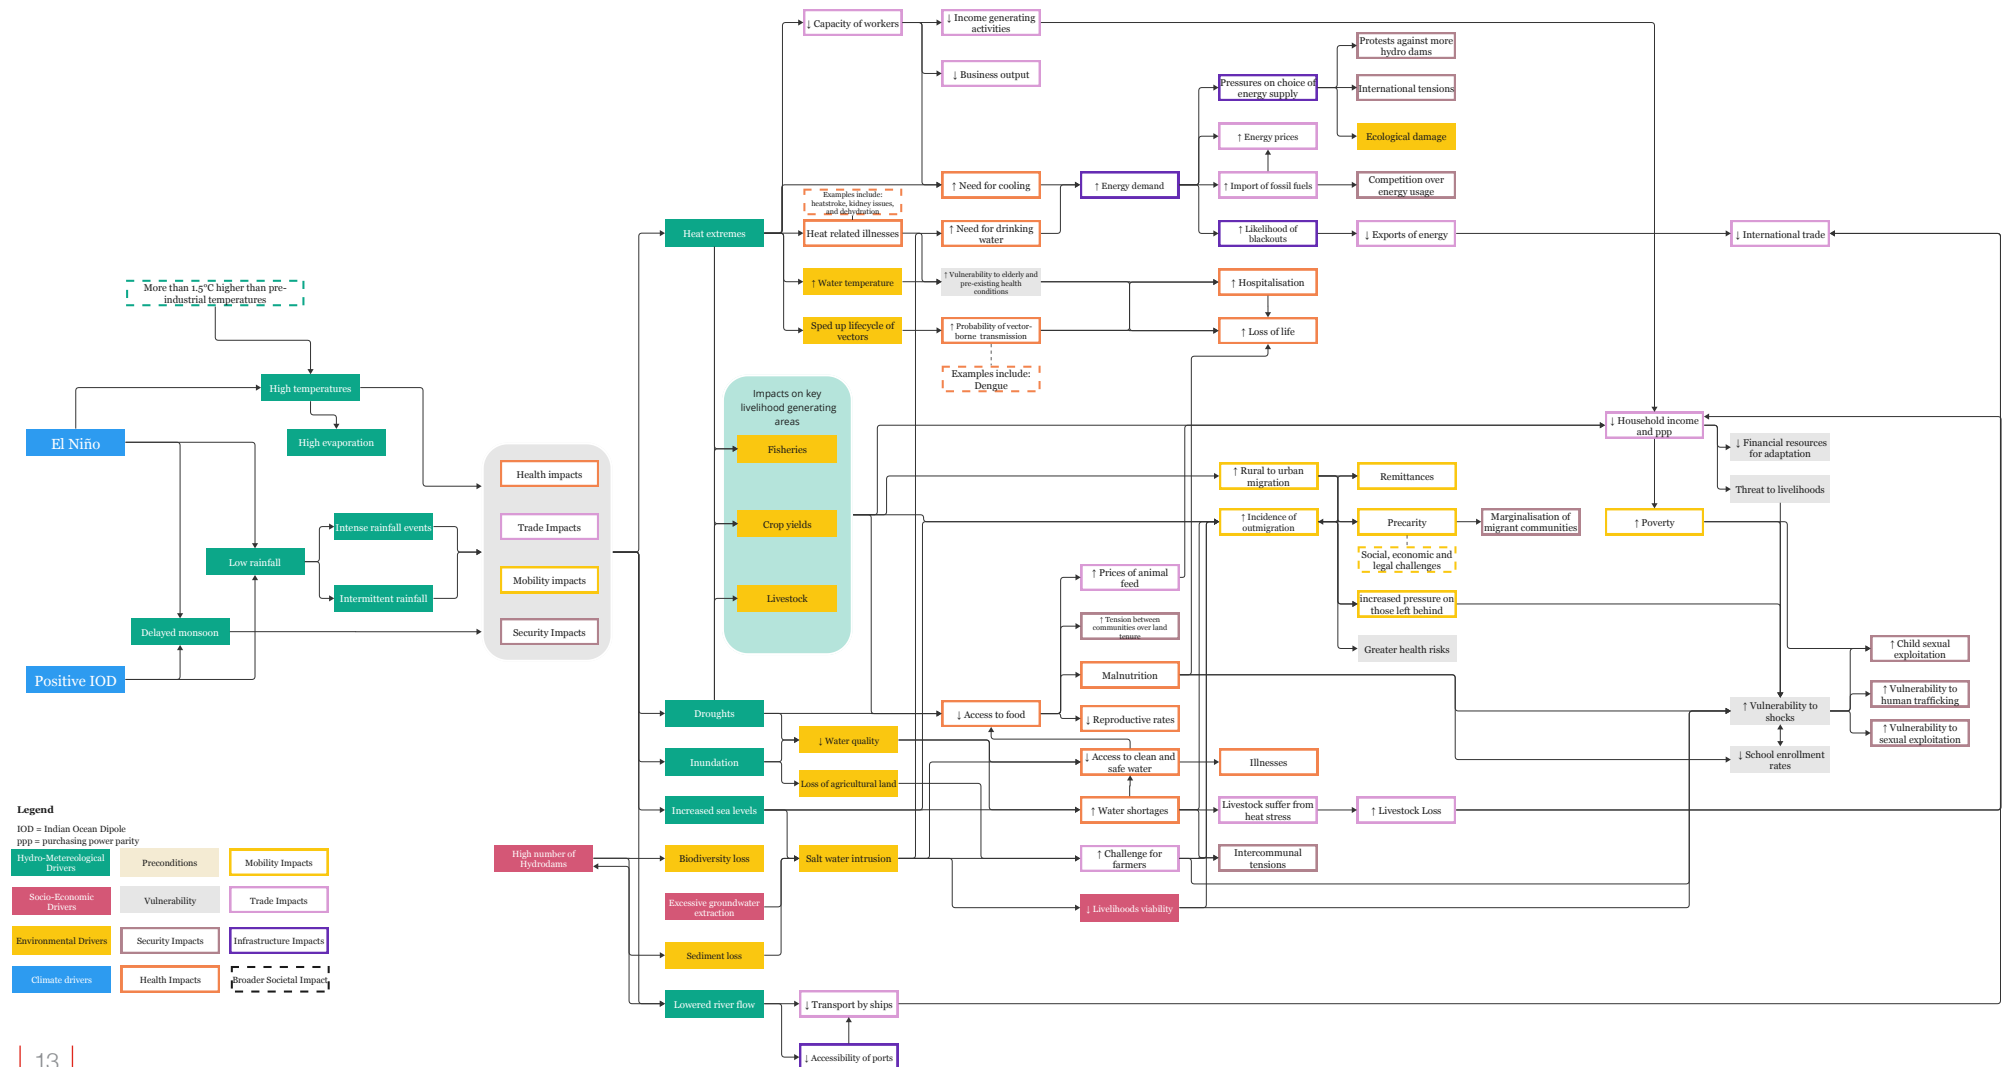 ↓ Capacity of workers
↓ Income generating
activities
↓ Business output
Protests against more
hydro dams
Pressures on choice of
energy supply
International tensions
↑ Energy prices
Ecological damage
↑ Need for cooling
↑ Energy demand
↑ Import of fossil fuels
Competition over
energy usage
Examples include:
heatstroke, kidney issues,
and dehydration
Heat extremes
Heat related illnesses
↑ Need for drinking
water
↑ Likelihood of
blackouts
↓ Exports of energy
↓ International trade
More than 1.5°C higher than pre-
industrial temperatures
↑ Water temperature
↑ Vulnerability to elderly and
pre-existing health
conditions
↑ Hospitalisation
Sped up lifecycle of
vectors
↑ Probability of vector-
borne transmission
↑ Loss of life
Examples include:
Dengue
High temperatures
El Niño
High evaporation
Impacts on key
livelihood generating
areas
Fisheries
Crop yields
Livestock
↓ Household income
and ppp
↓ Financial resources
for adaptation
Threat to livelihoods
Health impacts
Trade Impacts
Mobility impacts
Security Impacts
↑ Rural to urban
migration
Remittances
↑ Incidence of
outmigration
Precarity
Marginalisation of
migrant communities
↑ Poverty
Social, economic and
legal challenges
Intense rainfall events
Low rainfall
Intermittent rainfall
Delayed monsoon
Positive IOD
↑ Prices of animal
feed
increased pressure on
those left behind
↑ Tension between
communities over land
tenure
Greater health risks
Malnutrition
↑ Child sexual
exploitation
↑ Vulnerability to
human trafficking
↑ Vulnerability to
sexual exploitation
Droughts
↓ Access to food
↓ Reproductive rates
↑ Vulnerability to
shocks
↓ School enrollment
rates
↓ Water quality
Inundation
↓ Access to clean and
safe water
Illnesses
Loss of agricultural land
Increased sea levels
↑ Water shortages
Livestock suffer from
heat stress
↑ Livestock Loss
High number of
Hydrodams
Biodiversity loss
Salt water intrusion
↑ Challenge for
farmers
Intercommunal
tensions
Excessive groundwater
extraction
↓ Livelihoods viability
Sediment loss
Lowered river flow
↓ Transport by ships
↓ Accessibility of ports
Legend
IOD = Indian Ocean Dipole
ppp = purchasing power parity
Hydro-Metereological
Drivers
Preconditions
Mobility Impacts
Socio-Economic
Drivers
Vulnerability
Trade Impacts
Environmental Drivers
Security Impacts
Infrastructure Impacts
Climate drivers
Health Impacts
Broader Societal Impact
13